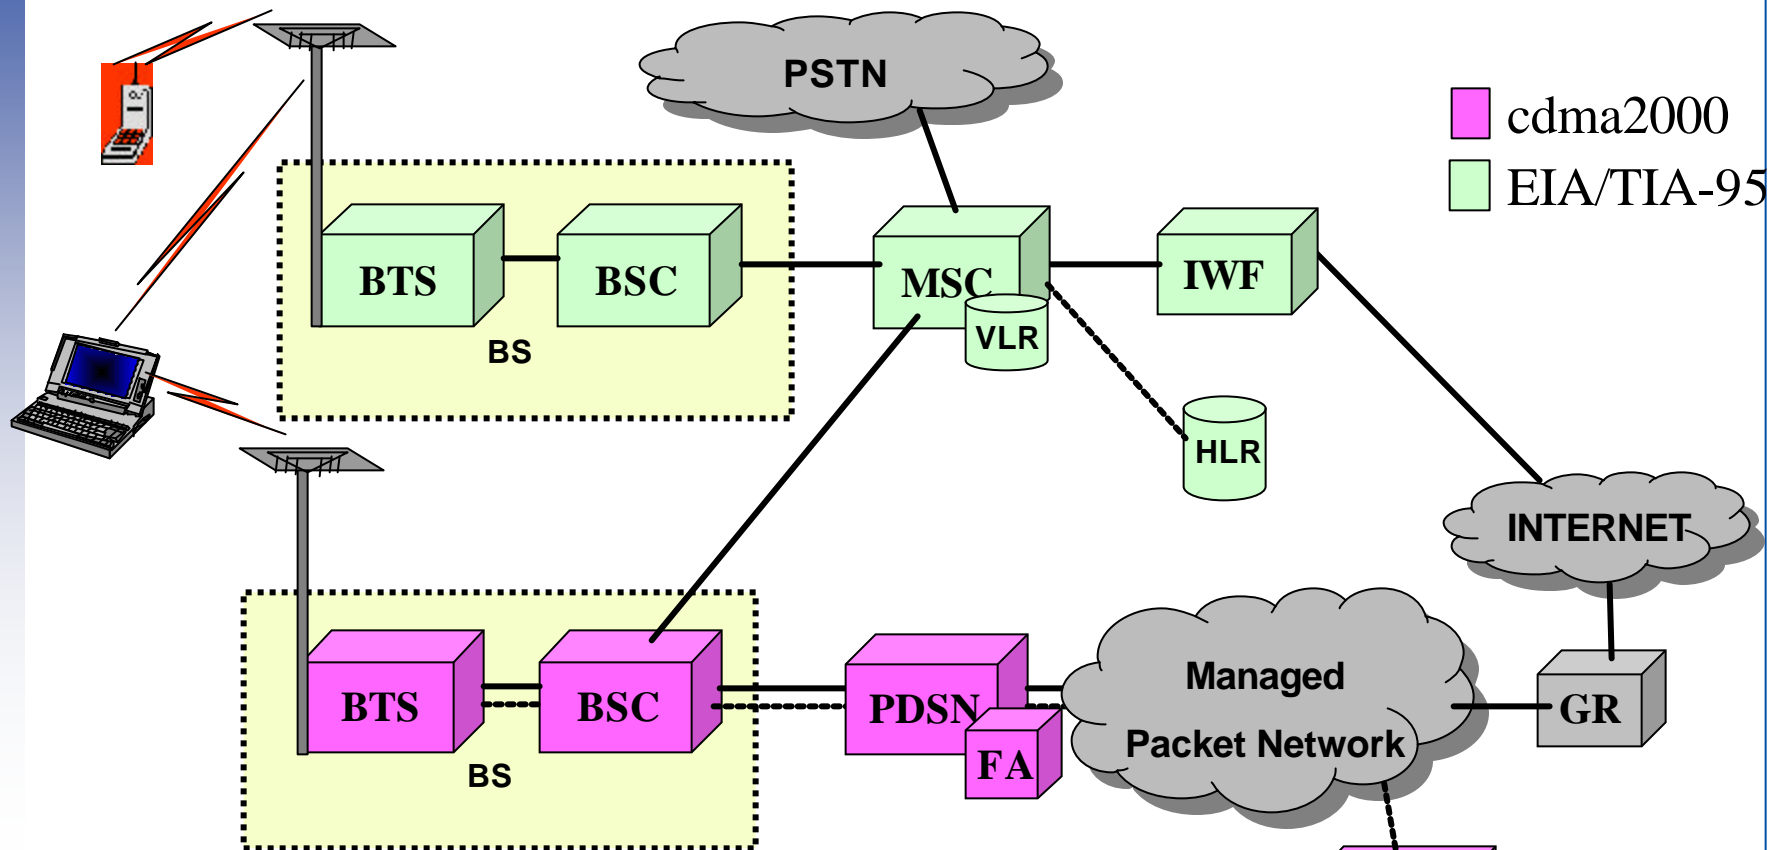 PSTN
cdma2000
EIA/TIA-95
BTS
BSC
MSC
IWF
VLR
BS
HLR
INTERNET
Managed
Packet Network
BTS
BSC
PDSN
FA
GR
BS